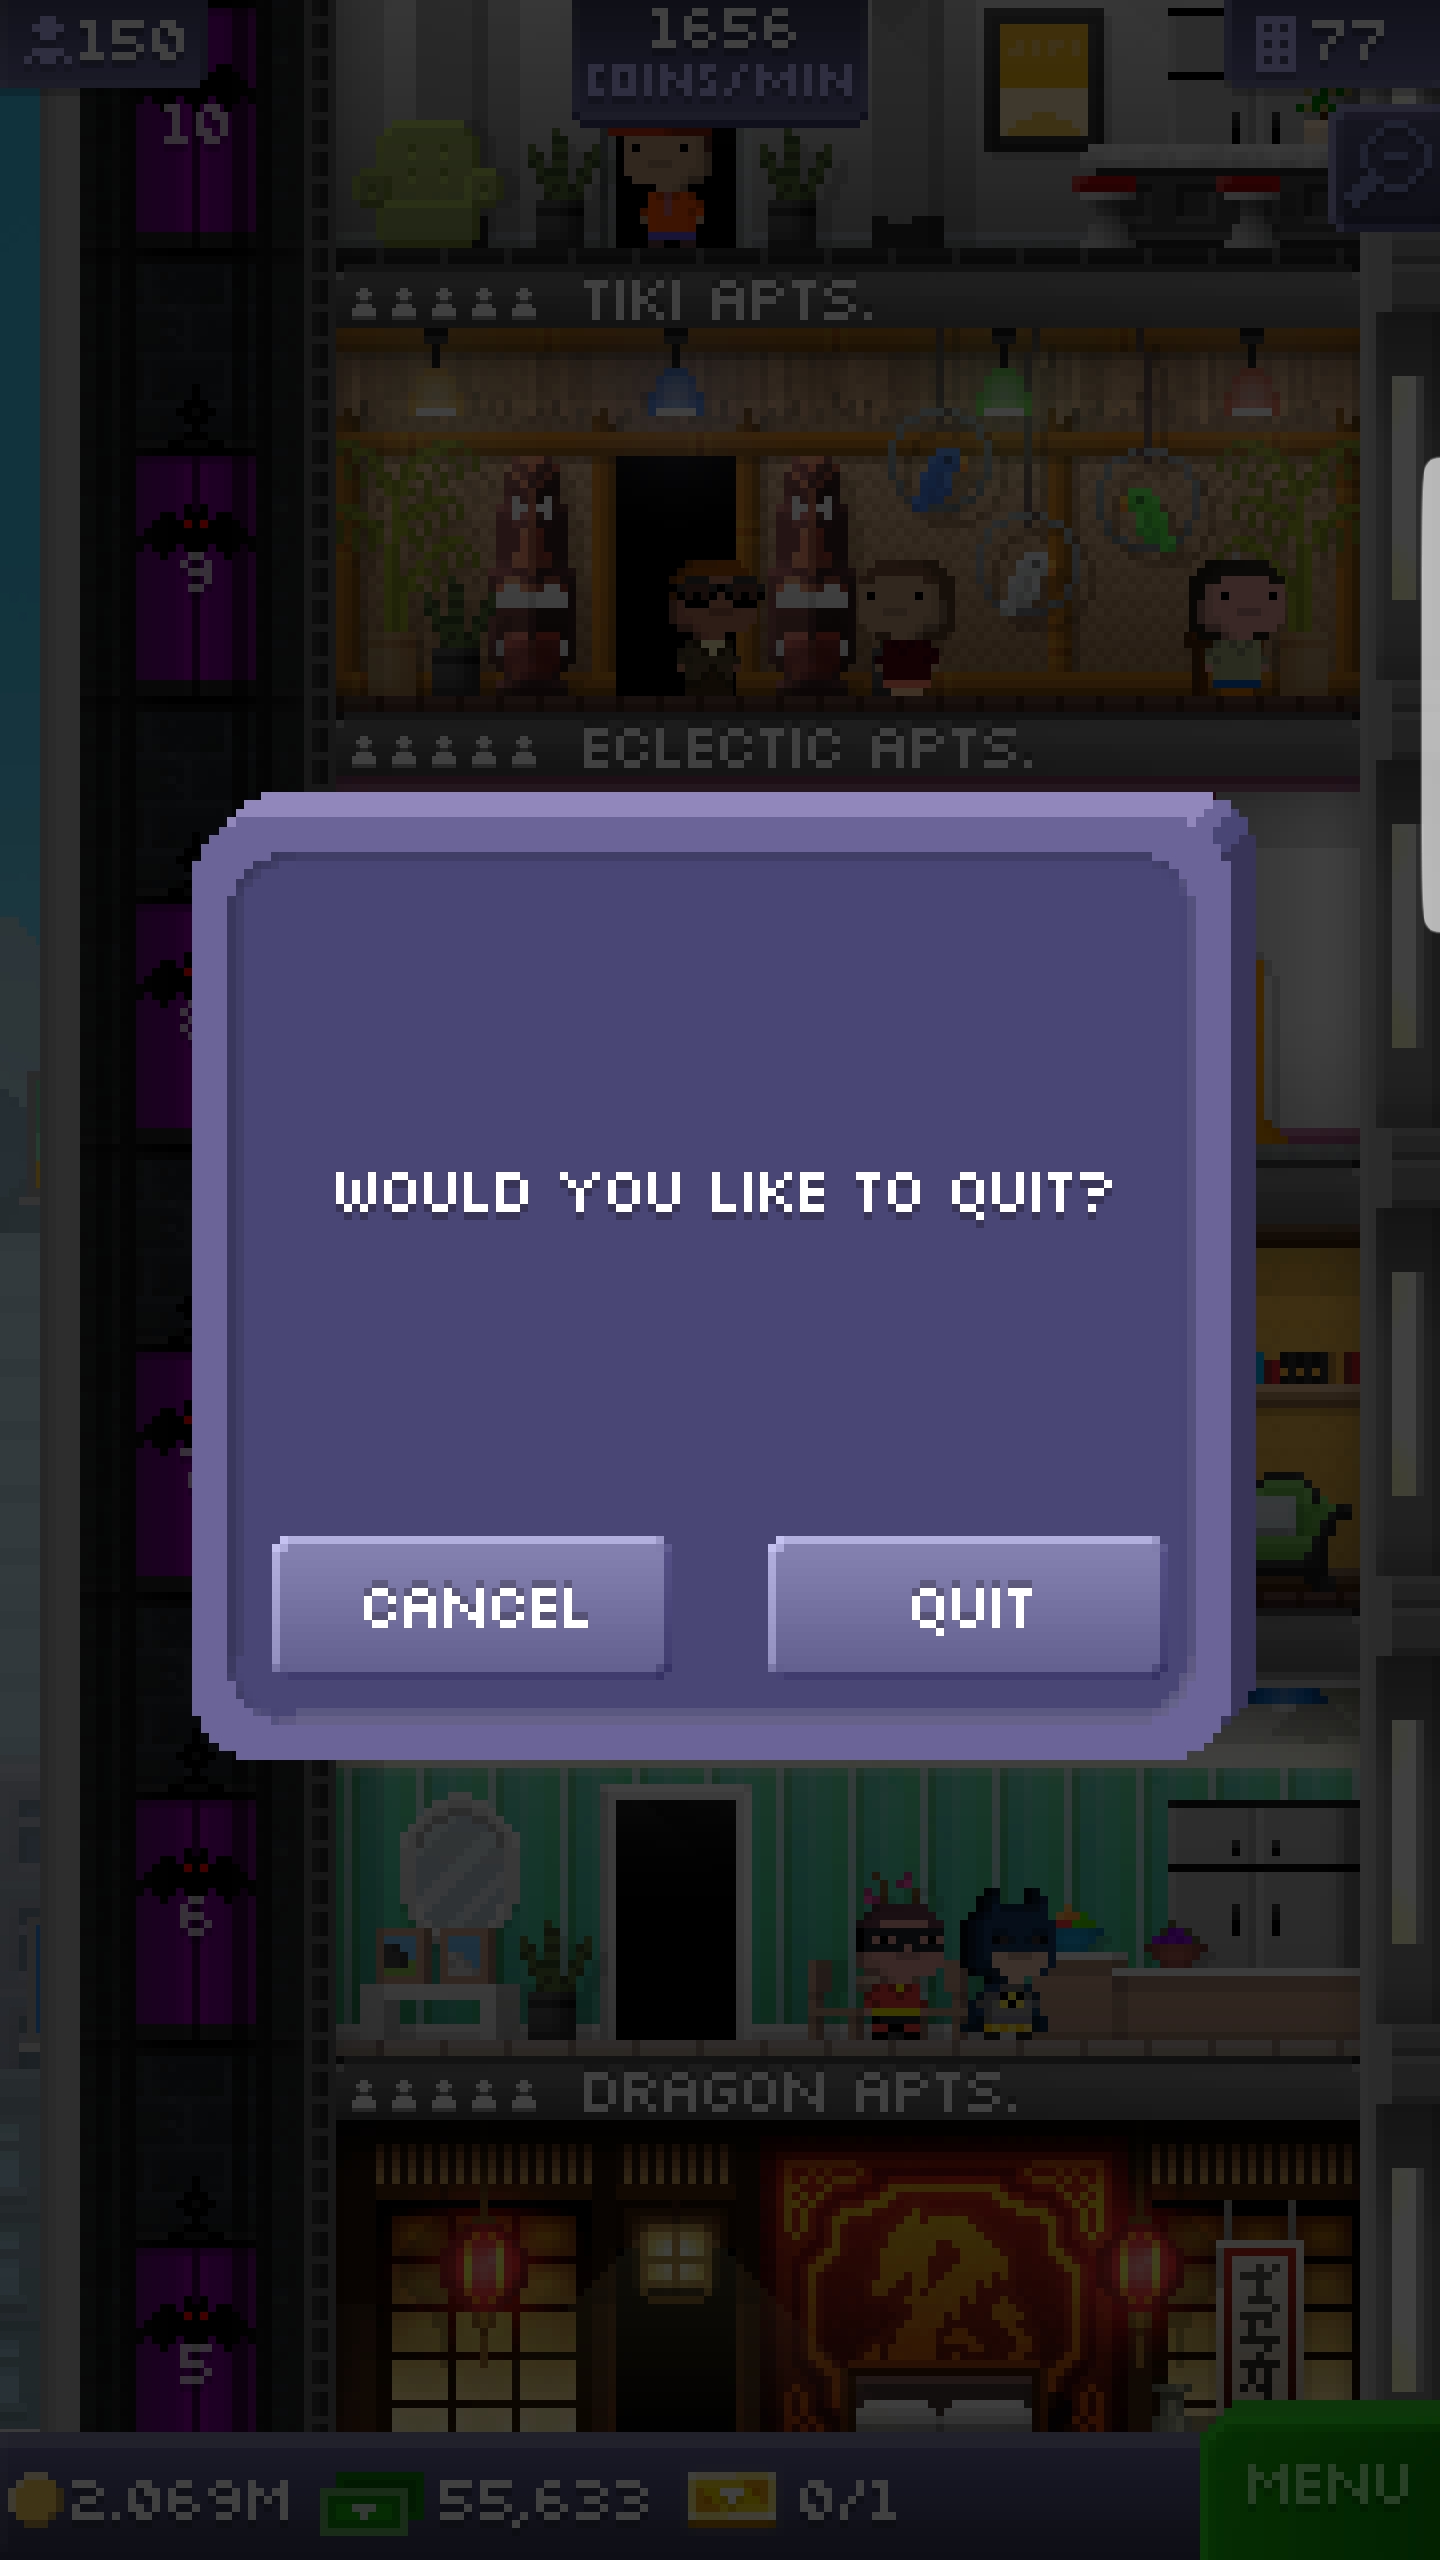 150
1656
COINS/MIN
77
10
TIKI APTS.
9
ECLECTIC APTS.
WOULD YOU LIKE TO QUIT?
CANCEL
QUIT
6
DRAGON APTS.
5
2.069M
55,633
0/1
MENU